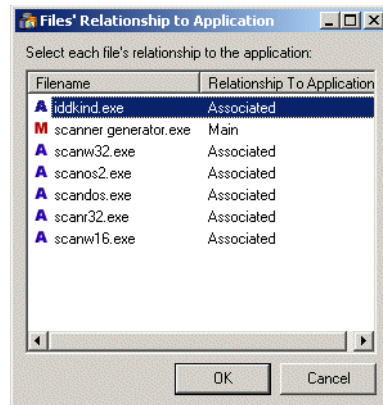 Files' Relationship to Application
Select each file's relationship to the application:
Filename Relationship To Application
A iddkind.exe Associated
M scanner generator.exe Main
A scanw32.exe Associated
A scanos2.exe Associated
A scandos.exe Associated
A scanr32.exe Associated
A scanw16.exe Associated
OK Cancel